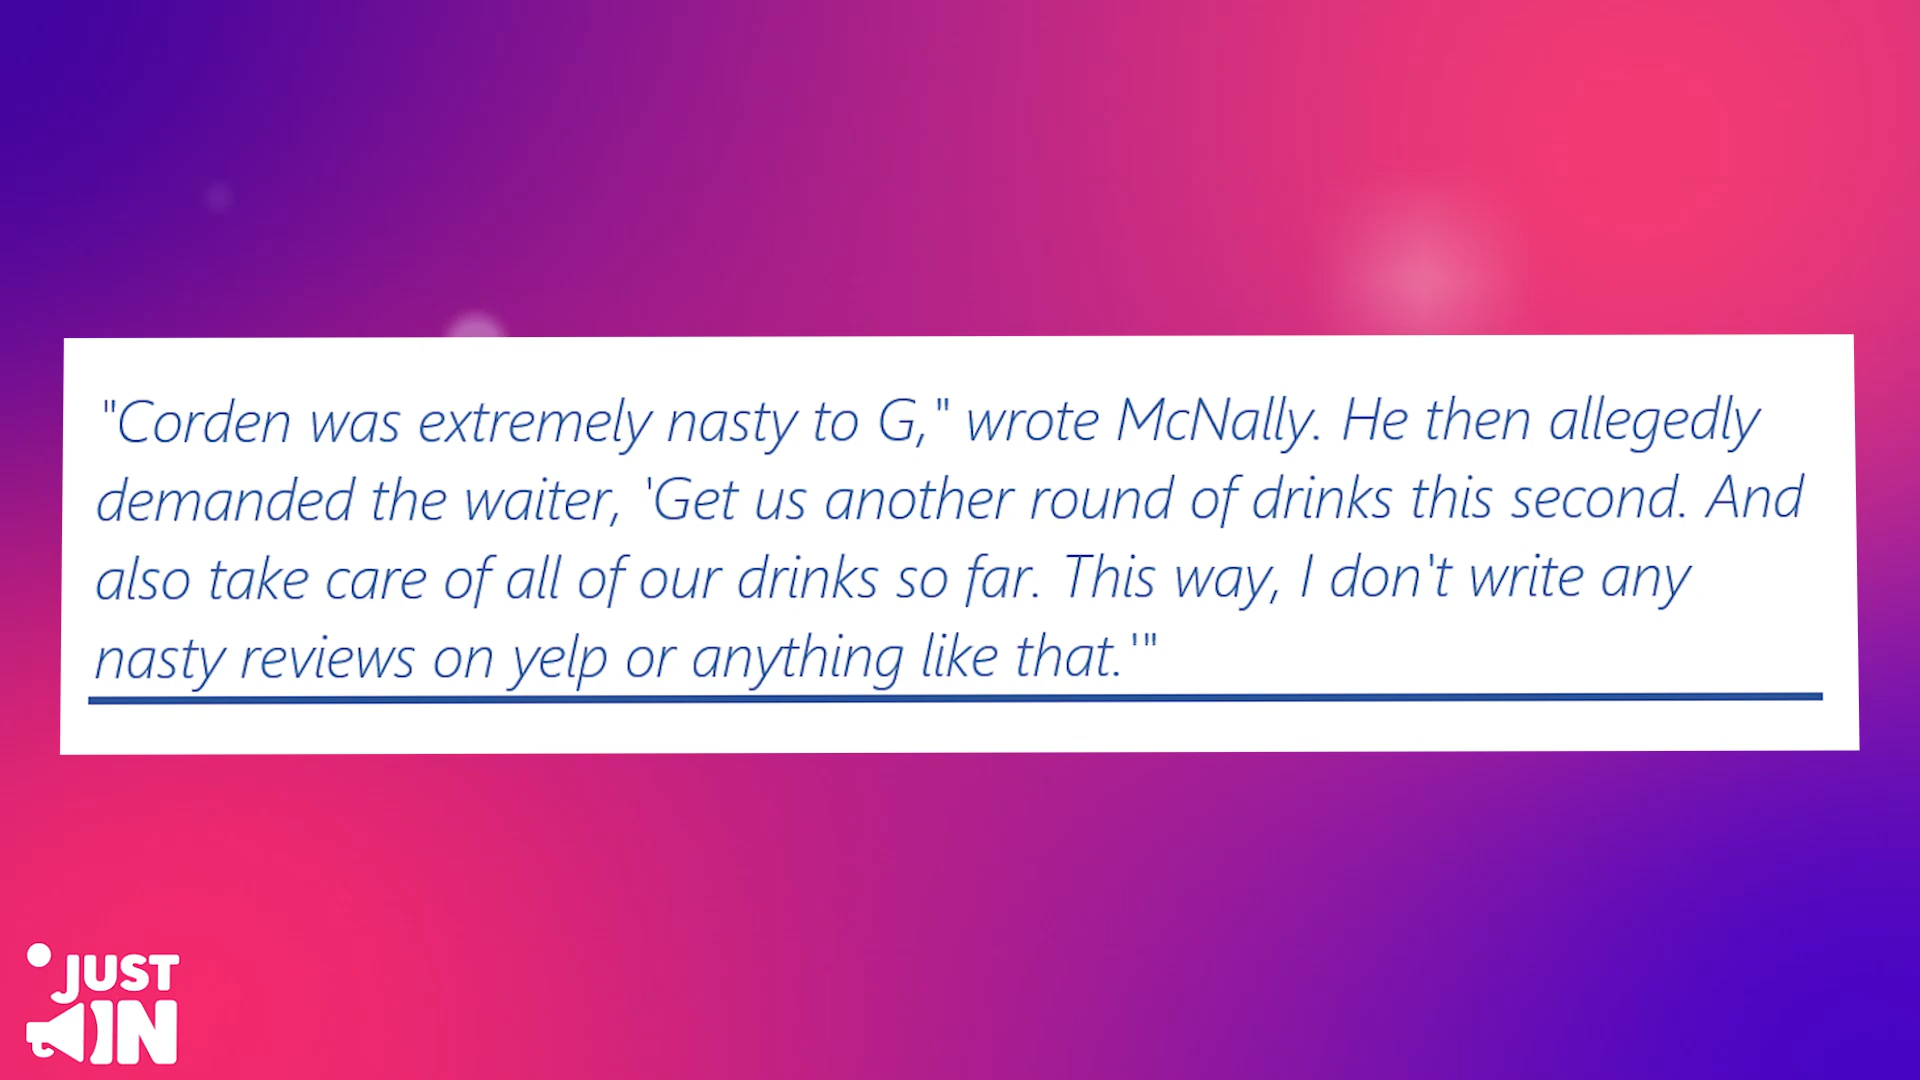 "Corden was extremely nasty to G," wrote McNally. He then allegedly
demanded the waiter, 'Get us another round of drinks this second. And
also take care of all of our drinks so far. This way, I don't write any
nasty reviews on yelp or anything like that.'"
JUST
IN